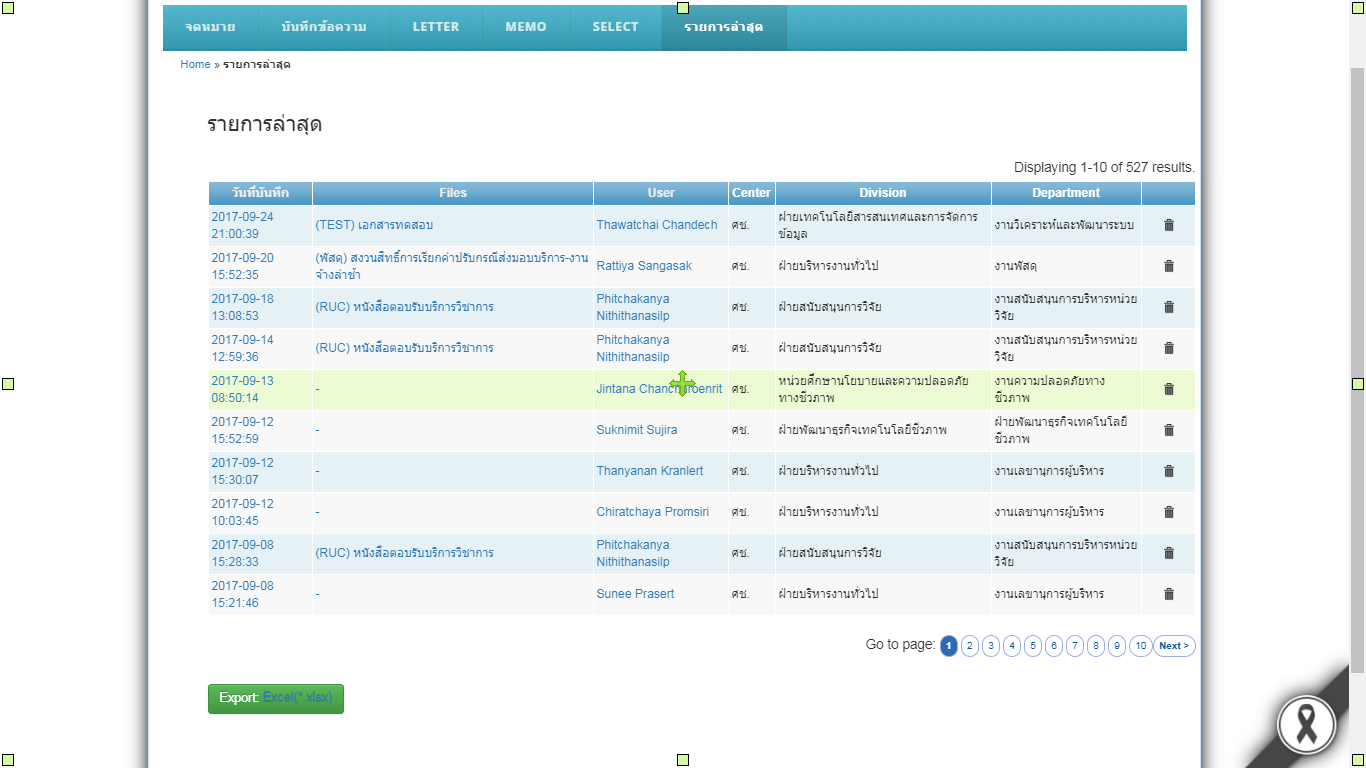 จดหมาย บันทึกข้อความ LETTER MEMO SELECT รายการล่าสุด
Home » รายการล่าสุด
รายการล่าสุด
Displaying 1-10 of 527 results.
วันที่บันทึก Files User Center Division Department
2017-09-24 21:00:39 (TEST) เอกสารทดสอบ Thawatchai Chandech ศช. ฝ่ายเทคโนโลยีสารสนเทศและการจัดการข้อมูล งานวิเคราะห์และพัฒนาระบบ
2017-09-20 15:52:35 (พัสดุ) สงวนสิทธิ์การเรียกค่าปรับกรณีส่งมอบบริการ-งานจ้างล่าช้า Rattiya Sangasak ศช. ฝ่ายบริหารงานทั่วไป งานพัสดุ
2017-09-18 13:08:53 (RUC) หนังสือตอบรับบริการวิชาการ Phitchakanya Nithithanasilp ศช. ฝ่ายสนับสนุนการวิจัย งานสนับสนุนการบริหารหน่วยวิจัย
2017-09-14 12:59:36 (RUC) หนังสือตอบรับบริการวิชาการ Phitchakanya Nithithanasilp ศช. ฝ่ายสนับสนุนการวิจัย งานสนับสนุนการบริหารหน่วยวิจัย
2017-09-13 08:50:14 - Jintana Chancharoenrit ศช. หน่วยศึกษานโยบายและความปลอดภัยทางชีวภาพ งานความปลอดภัยทางชีวภาพ
2017-09-12 15:52:59 - Suknimit Sujira ศช. ฝ่ายพัฒนาธุรกิจเทคโนโลยีชีวภาพ ฝ่ายพัฒนาธุรกิจเทคโนโลยีชีวภาพ
2017-09-12 15:30:07 - Thanyanan Kranlert ศช. ฝ่ายบริหารงานทั่วไป งานเลขานุการผู้บริหาร
2017-09-12 10:03:45 - Chiratchaya Promsiri ศช. ฝ่ายบริหารงานทั่วไป งานเลขานุการผู้บริหาร
2017-09-08 15:28:33 (RUC) หนังสือตอบรับบริการวิชาการ Phitchakanya Nithithanasilp ศช. ฝ่ายสนับสนุนการวิจัย งานสนับสนุนการบริหารหน่วยวิจัย
2017-09-08 15:21:46 - Sunee Prasert ศช. ฝ่ายบริหารงานทั่วไป งานเลขานุการผู้บริหาร
Go to page: 1 2 3 4 5 6 7 8 9 10 Next >
Export: Excel(*.xlsx)